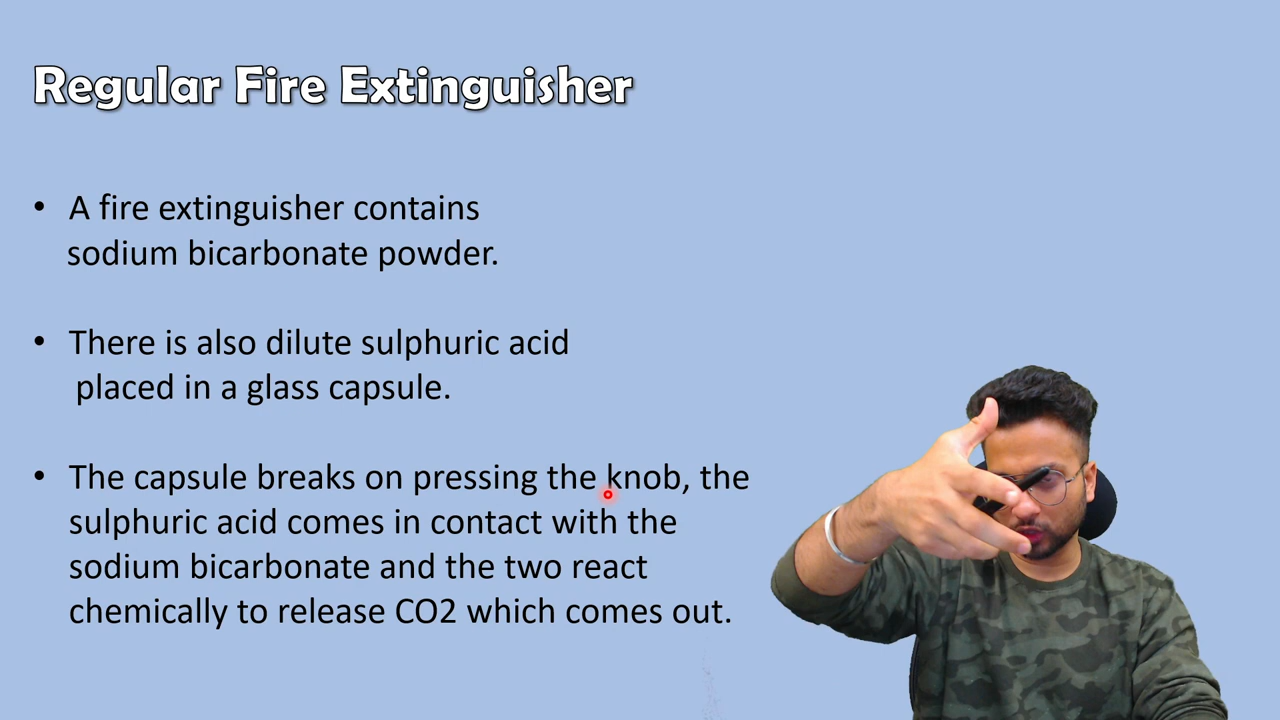 Regular Fire Extinguisher
• A fire extinguisher contains
sodium bicarbonate powder.
• There is also dilute sulphuric acid
placed in a glass capsule.
• The capsule breaks on pressing the knob, the
sulphuric acid comes in contact with the
sodium bicarbonate and the two react
chemically to release CO2 which comes out.